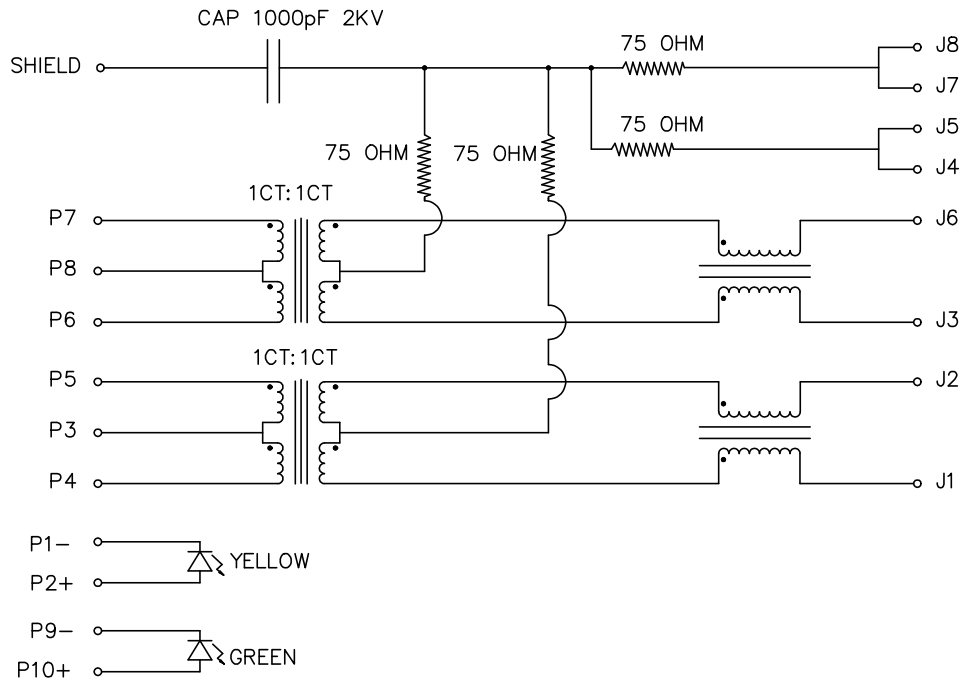 CAP 1000pF 2KV
SHIELD
75 OHM
J8
J7
75 OHM
J5
J4
75 OHM
75 OHM
1CT:1CT
P7
J6
P8
P6
J3
1CT:1CT
P5
J2
P3
P4
J1
P1-
YELLOW
P2+
P9-
GREEN
P10+